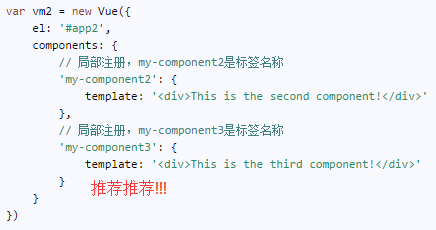 var vm2 = new Vue({
    el: '#app2',
    components: {
        // 局部注册，my-component2是标签名称
        'my-component2': {
            template: '<div>This is the second component!</div>'
        },
        // 局部注册，my-component3是标签名称
        'my-component3': {
            template: '<div>This is the third component!</div>'
        }
推荐推荐!!!
    }
})